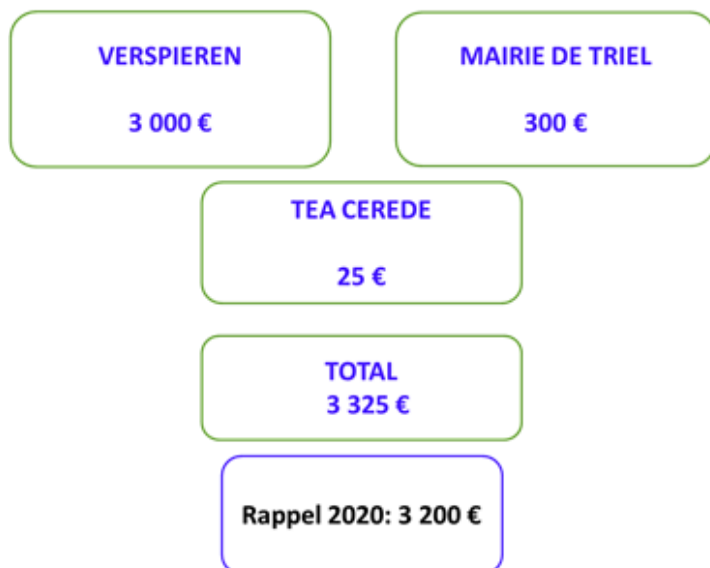 VERSPIEREN
3 000 €
MAIRIE DE TRIEL
300 €
TEA CEREDE
25 €
TOTAL
3 325 €
Rappel 2020: 3 200 €